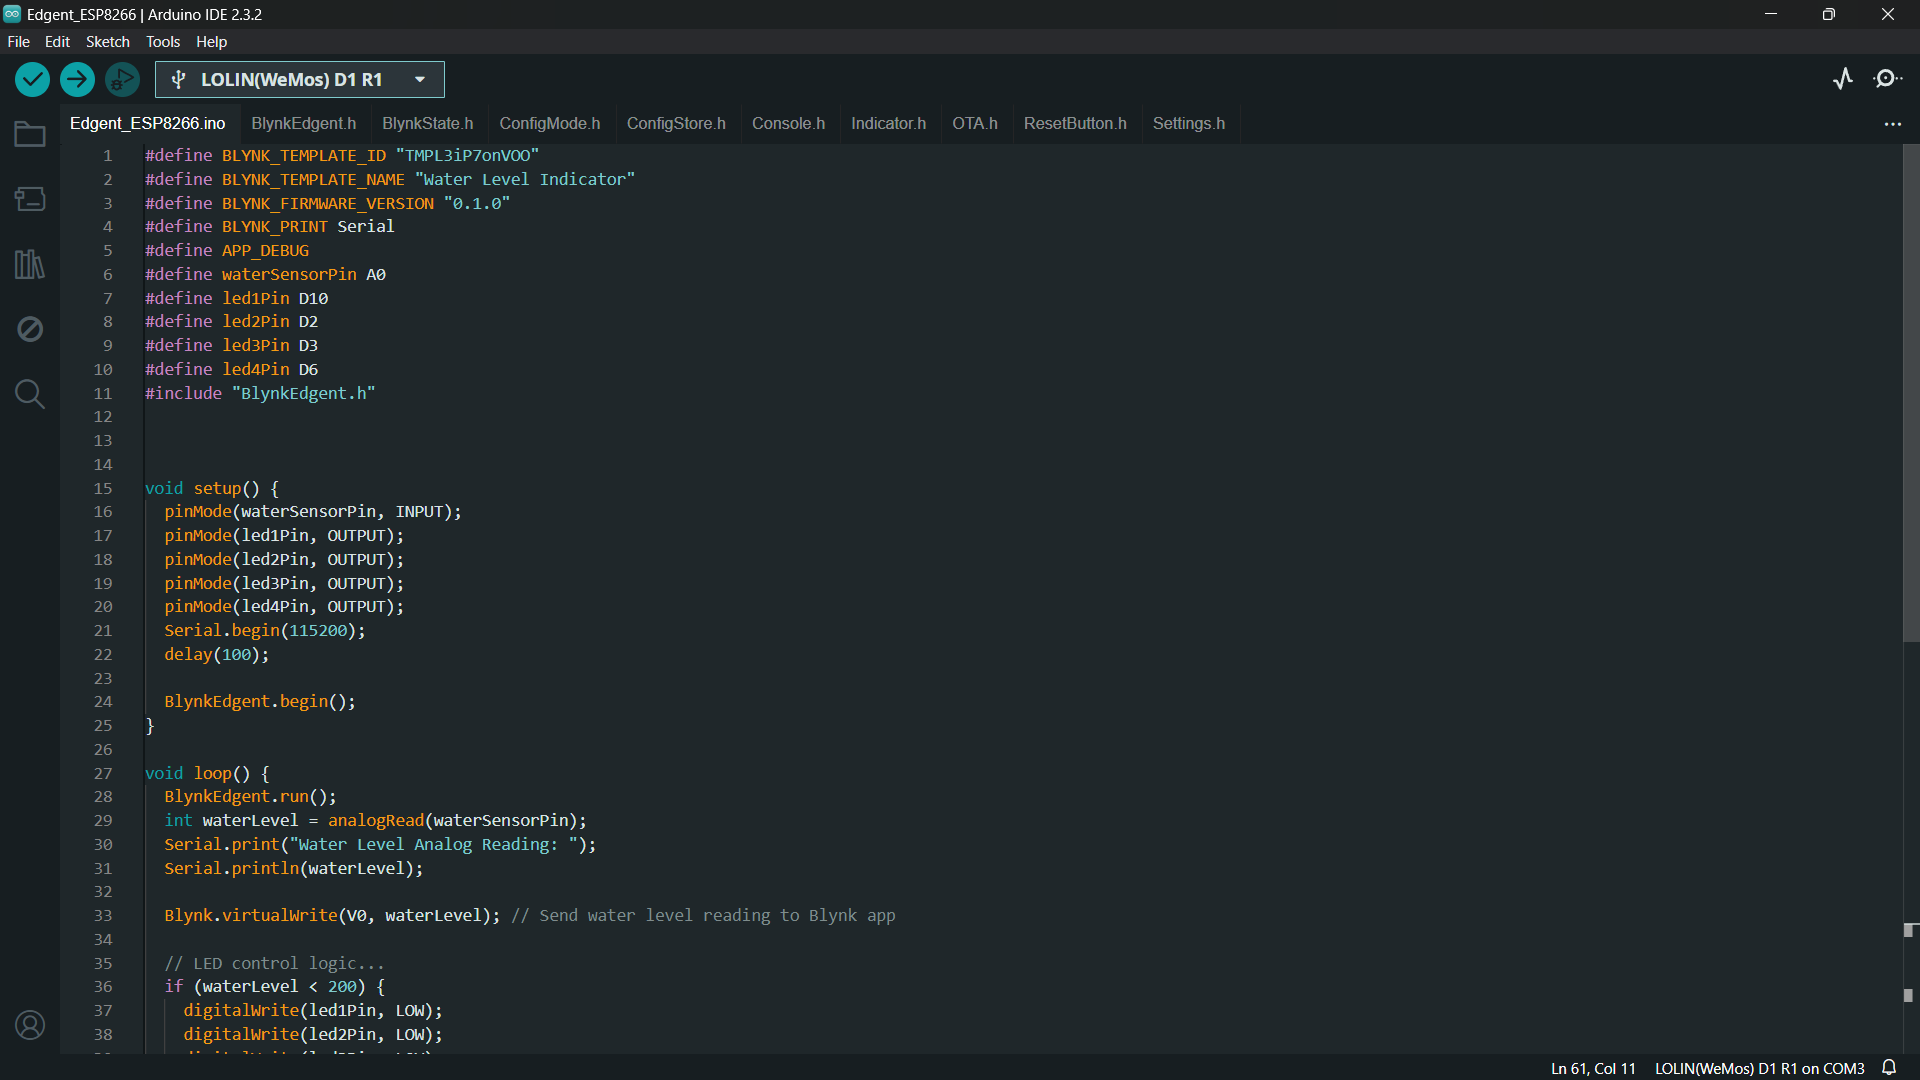 Edgent_ESP8266 | Arduino IDE 2.3.2
File Edit Sketch Tools Help
LOLIN(WeMos) D1 R1
Edgent_ESP8266.ino BlynkEdgent.h BlynkState.h ConfigMode.h ConfigStore.h Console.h Indicator.h OTA.h ResetButton.h Settings.h
1 #define BLYNK_TEMPLATE_ID "TMPL3iP7onVOO"
2 #define BLYNK_TEMPLATE_NAME "Water Level Indicator"
3 #define BLYNK_FIRMWARE_VERSION "0.1.0"
4 #define BLYNK_PRINT Serial
5 #define APP_DEBUG
6 #define waterSensorPin A0
7 #define led1Pin D10
8 #define led2Pin D2
9 #define led3Pin D3
10 #define led4Pin D6
11 #include "BlynkEdgent.h"
12
13
14
15 void setup() {
16 pinMode(waterSensorPin, INPUT);
17 pinMode(led1Pin, OUTPUT);
18 pinMode(led2Pin, OUTPUT);
19 pinMode(led3Pin, OUTPUT);
20 pinMode(led4Pin, OUTPUT);
21 Serial.begin(115200);
22 delay(100);
23
24 BlynkEdgent.begin();
25 }
26
27 void loop() {
28 BlynkEdgent.run();
29 int waterLevel = analogRead(waterSensorPin);
30 Serial.print("Water Level Analog Reading: ");
31 Serial.println(waterLevel);
32
33 Blynk.virtualWrite(V0, waterLevel); // Send water level reading to Blynk app
34
35 // LED control logic...
36 if (waterLevel < 200) {
37 digitalWrite(led1Pin, LOW);
38 digitalWrite(led2Pin, LOW);
Ln 61, Col 11 LOLIN(WeMos) D1 R1 on COM3